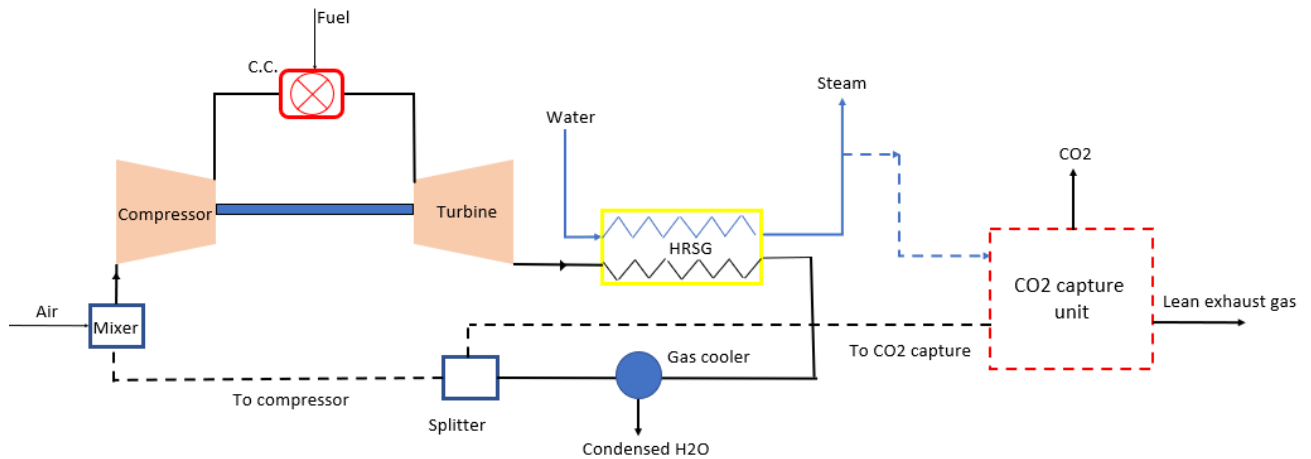 Fuel
C.C.
Steam
Water
CO2
Compressor
Turbine
HRSG
CO2 capture
unit
Air
Mixer
Lean exhaust gas
Gas cooler
To CO2 capture
To compressor
Splitter
Condensed H2O